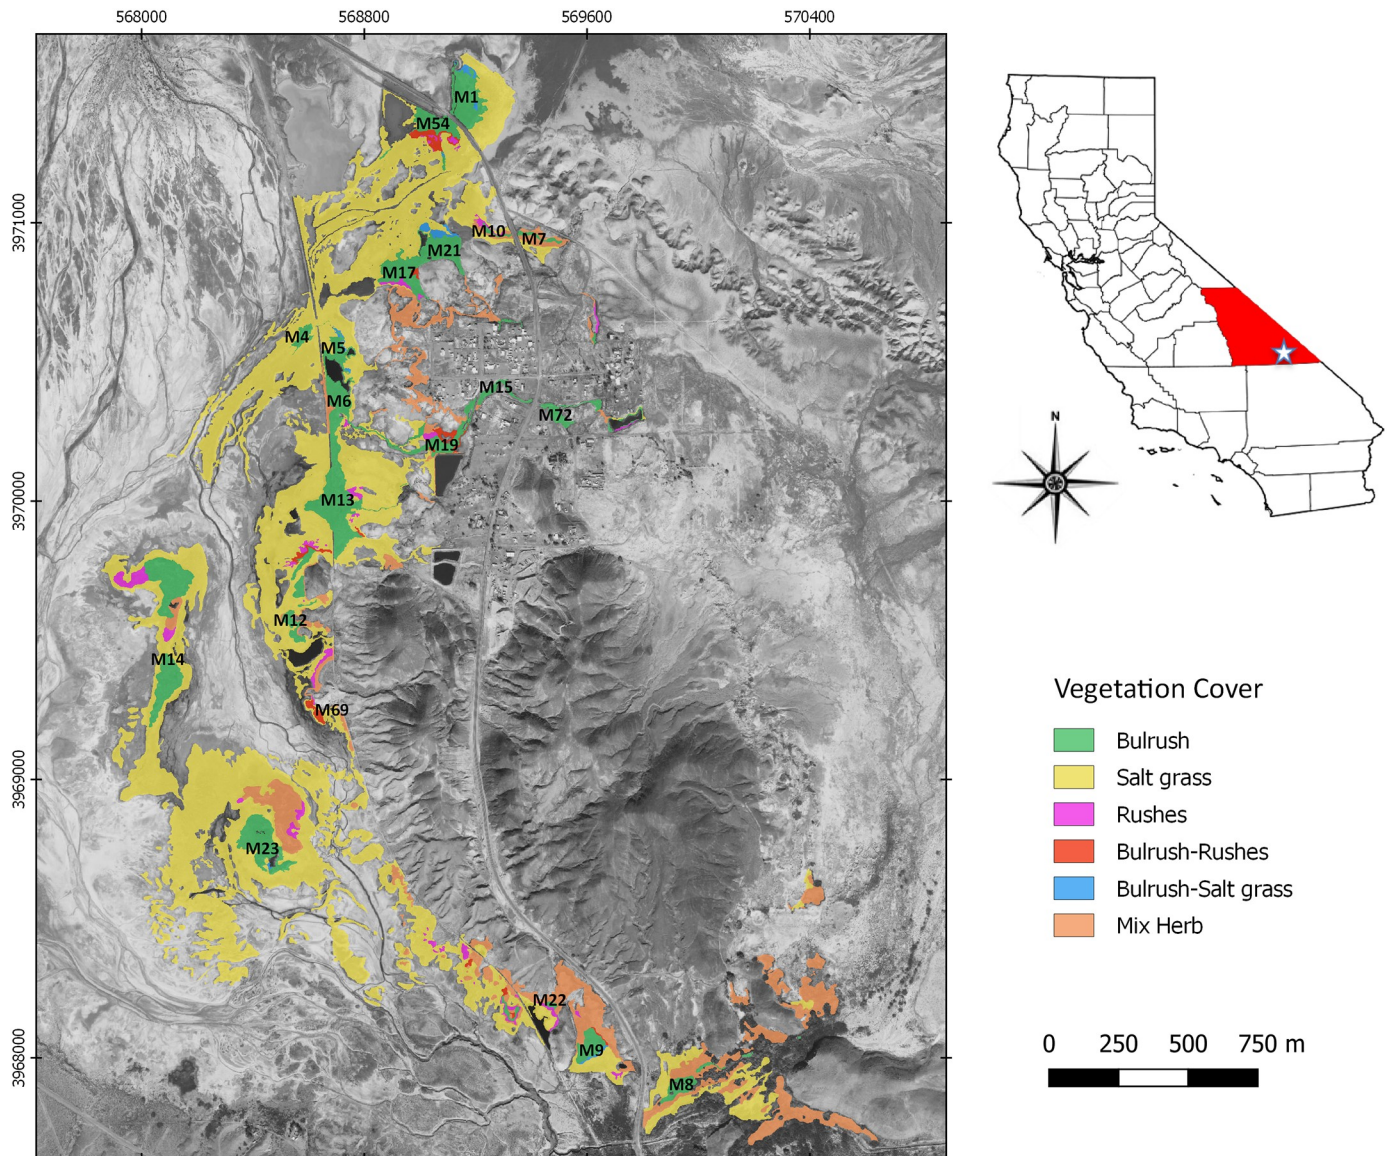 568000 568800 569600 570400
3971000
3970000
3969000
3968000
M1
M54
M10
M7
M21
M17
M4
M5
M6
M15
M72
M19
M13
M12
M14
M69
M23
M22
M9
M8
N
Vegetation Cover
Bulrush
Salt grass
Rushes
Bulrush-Rushes
Bulrush-Salt grass
Mix Herb
0 250 500 750 m